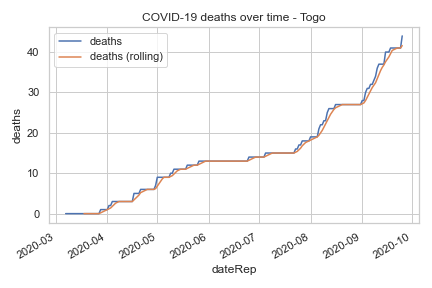 COVID-19 deaths over time - Togo
deaths
deaths (rolling)
deaths
40
30
20
10
0
2020-03
2020-04
2020-05
2020-06
2020-07
2020-08
2020-09
2020-10
dateRep